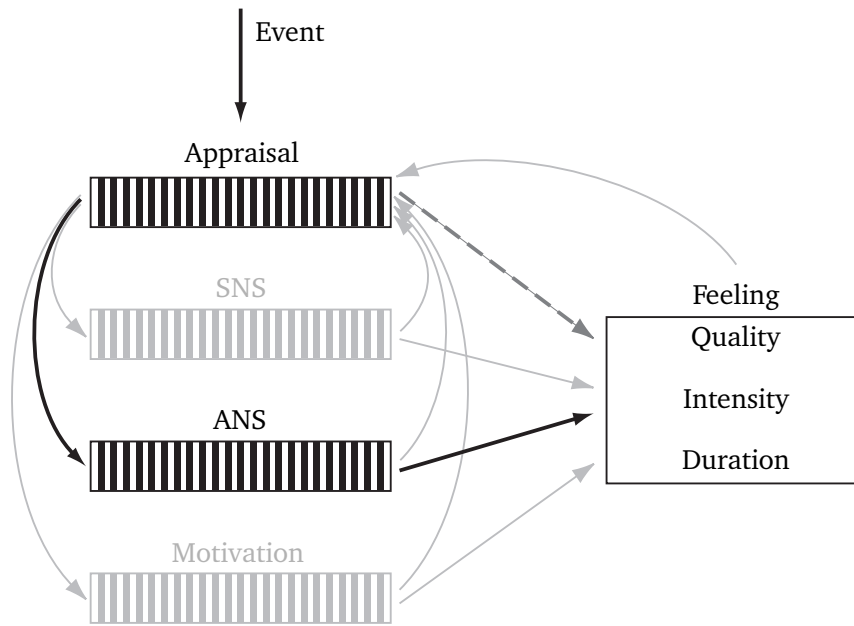 Event
Appraisal
SNS
Feeling
Quality
Intensity
ANS
Duration
Motivation